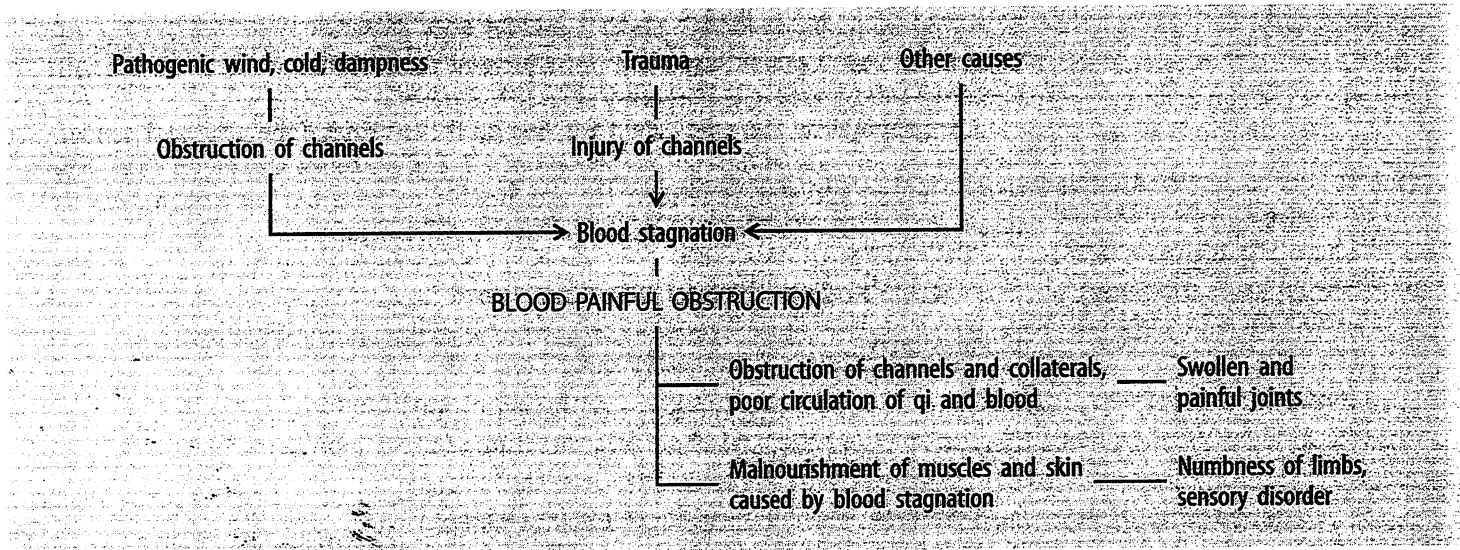 Pathogenic wind, cold, dampness
Trauma
Other causes
Obstruction of channels
Injury of channels
Blood stagnation
BLOOD PAINFUL OBSTRUCTION
Obstruction of channels and collaterals,
poor circulation of qi and blood
Swollen and
painful joints
Malnourishment of muscles and skin
caused by blood stagnation
Numbness of limbs,
sensory disorder